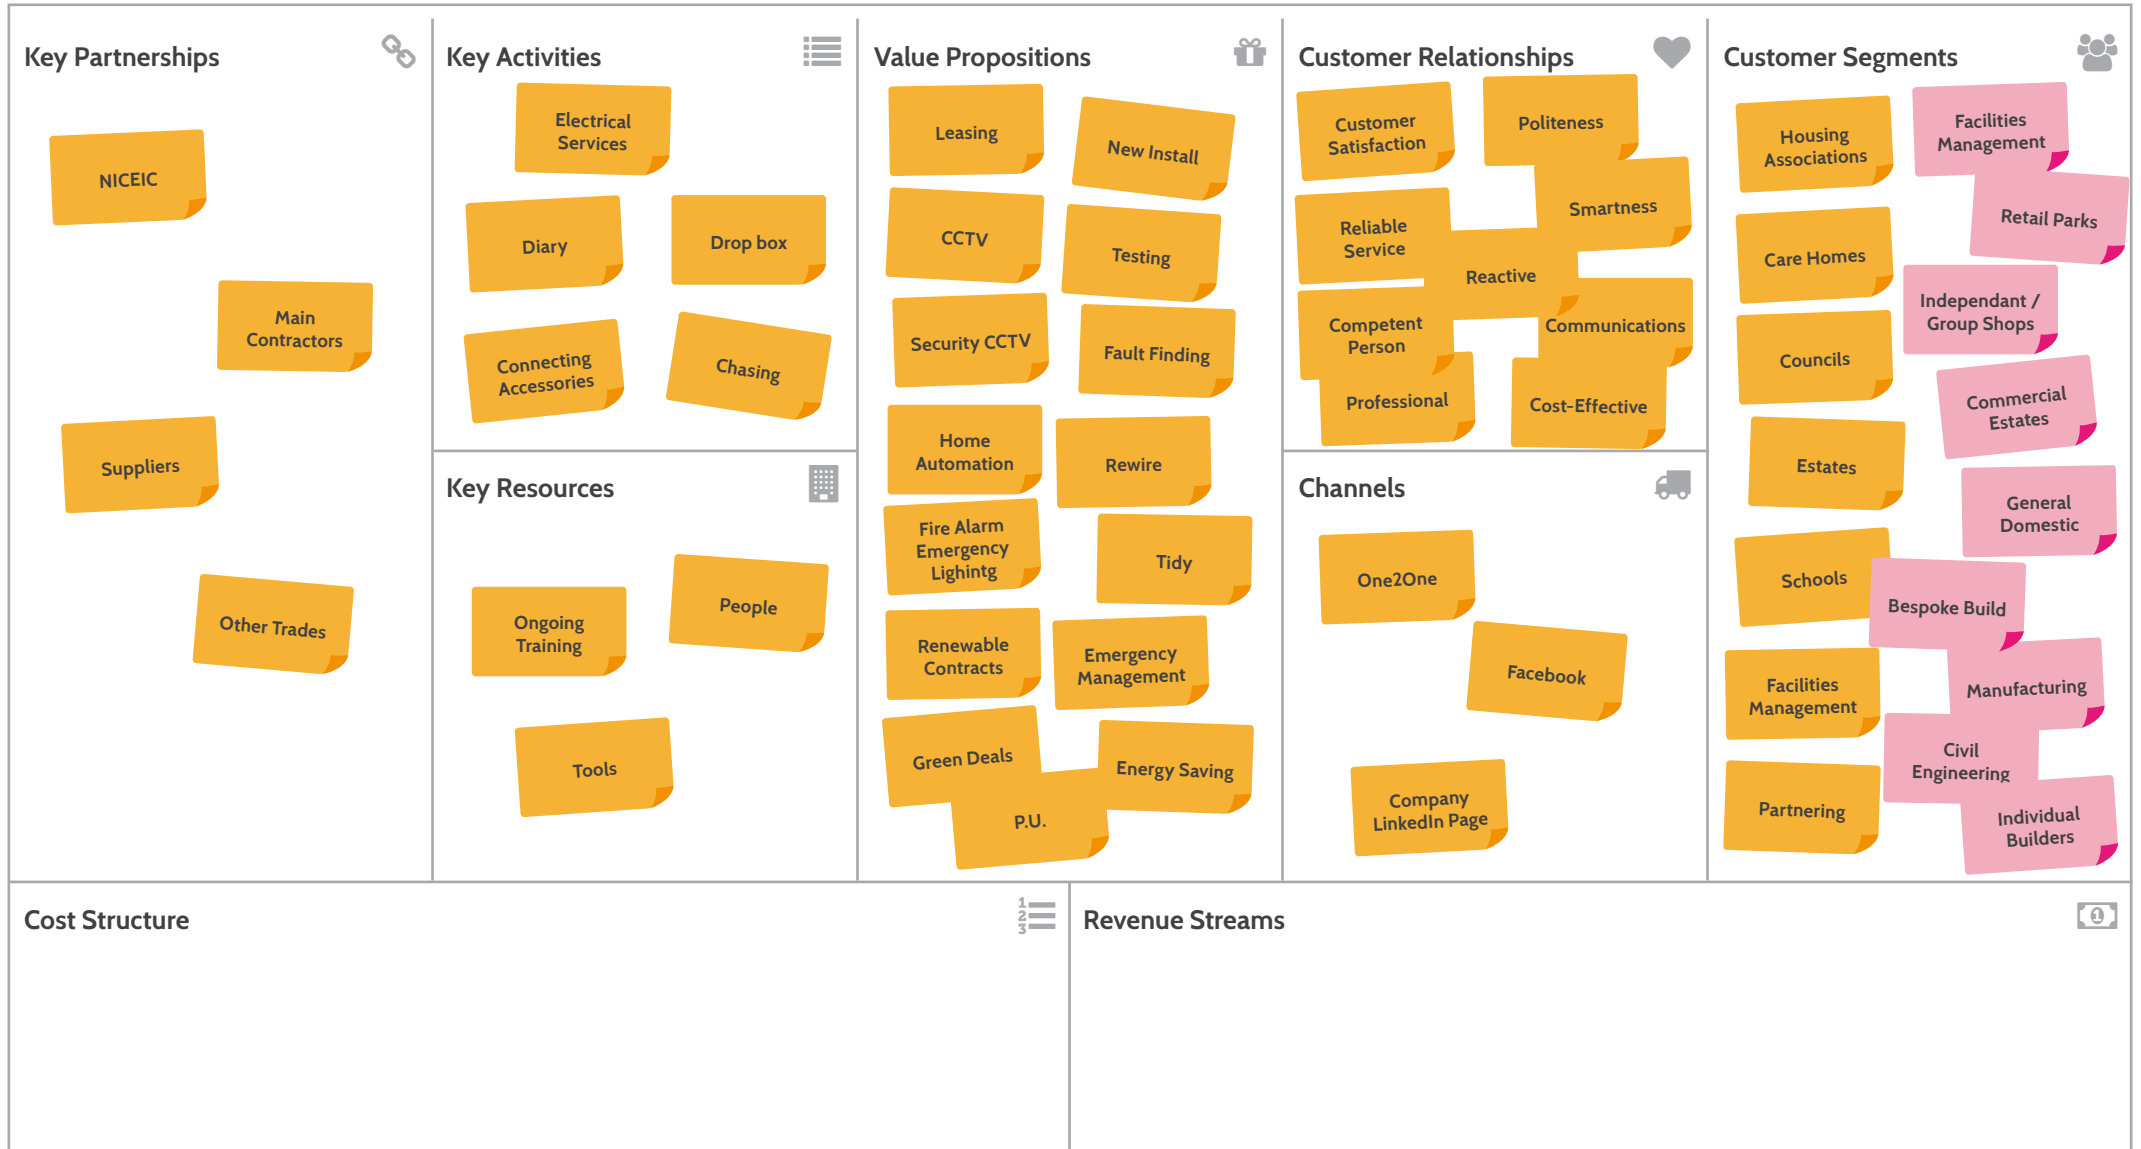 Key Partnerships
NICEIC
Main
Contractors
Suppliers
Other Trades
Key Activities
Electrical
Services
Diary
Drop box
Connecting
Accessories
Chasing
Key Resources
Ongoing
Training
People
Tools
Value Propositions
Leasing
New Install
CCTV
Testing
Security CCTV
Fault Finding
Home
Automation
Rewire
Fire Alarm
Emergency
Lighintg
Tidy
Renewable
Contracts
Emergency
Management
Green Deals
Energy Saving
P.U.
Customer Relationships
Customer
Satisfaction
Politeness
Smartness
Reliable
Service
Reactive
Competent
Person
Communications
Professional
Cost-Effective
Channels
One2One
Facebook
Company
LinkedIn Page
Customer Segments
Housing
Associations
Facilities
Management
Retail Parks
Care Homes
Independant /
Group Shops
Councils
Commercial
Estates
Estates
General
Domestic
Schools
Bespoke Build
Facilities
Management
Manufacturing
Civil
Engineering
Partnering
Individual
Builders
Cost Structure
1
2
3
Revenue Streams
1